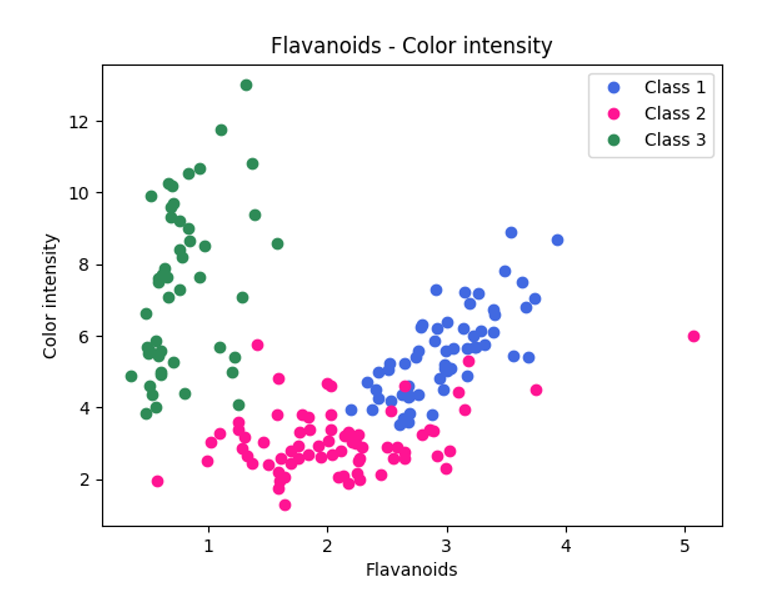 Flavanoids - Color intensity
Class 1
Class 2
Class 3
12
10
8
6
4
2
Color intensity
1 2 3 4 5
Flavanoids